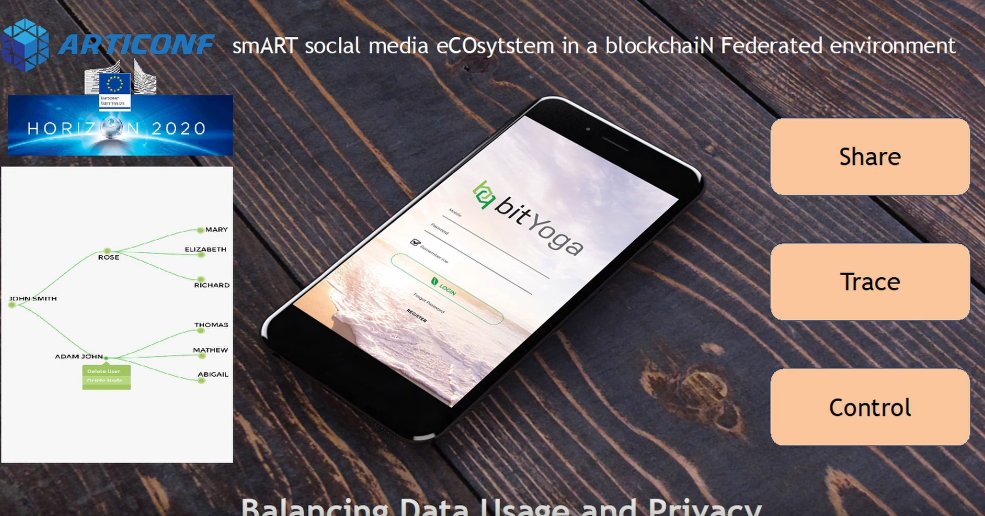 ARTICONF
smART socIal media eCOsytstem in a blockchaiN Federated environment
European
Commission
HORIZON 2020
Share
Trace
Control
JOHN SMITH
ROSE
MARY
ELIZABETH
RICHARD
ADAM JOHN
THOMAS
MATHEW
ABIGAIL
Delete User
bitYoga
Mobile
Password
Remember me
LOGIN
Forgot Password
REGISTER
Balancing Data Usage and Privacy